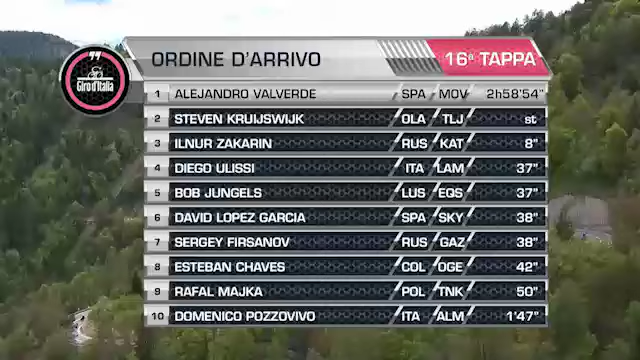 99
Giro d'Italia
ORDINE D'ARRIVO 16ª TAPPA
1 ALEJANDRO VALVERDE SPA MOV 2h58'54"
2 STEVEN KRUIJSWIJK OLA TLJ st
3 ILNUR ZAKARIN RUS KAT 8"
4 DIEGO ULISSI ITA LAM 37"
5 BOB JUNGELS LUS EQS 37"
6 DAVID LOPEZ GARCIA SPA SKY 38"
7 SERGEY FIRSANOV RUS GAZ 38"
8 ESTEBAN CHAVES COL OGE 42"
9 RAFAL MAJKA POL TNK 50"
10 DOMENICO POZZOVIVO ITA ALM 1'47"